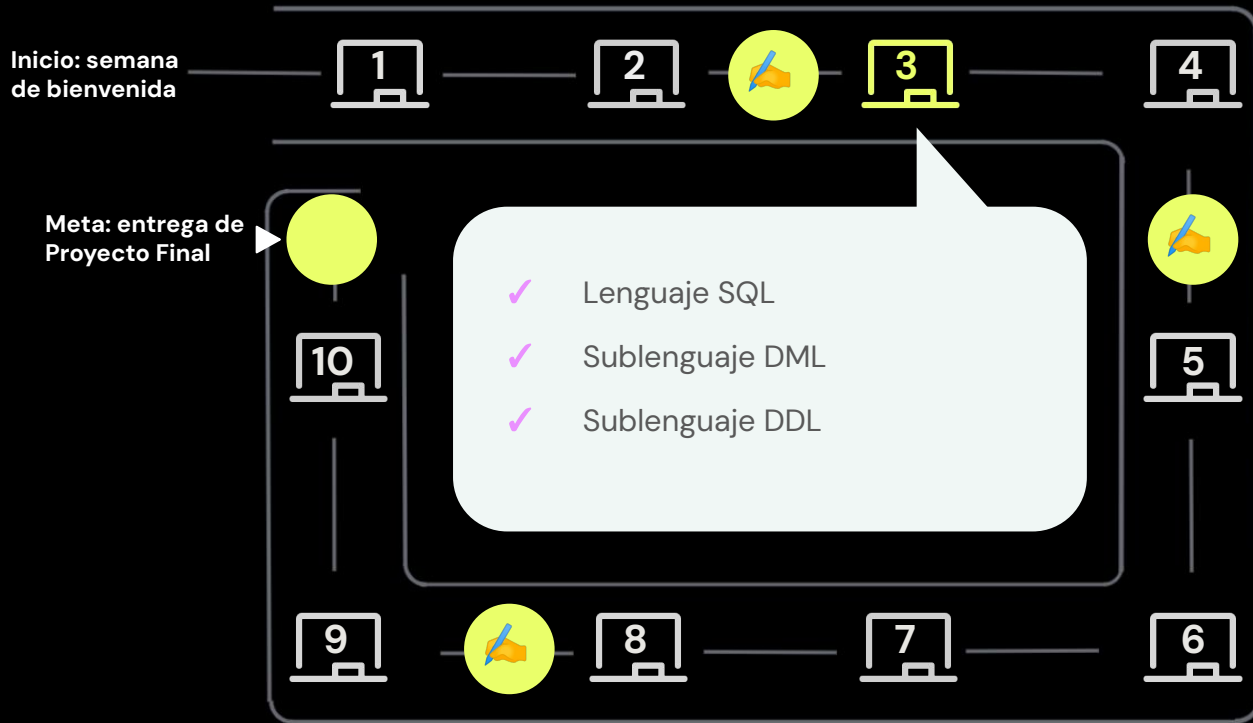 Inicio: semana
de bienvenida
1
2
3
4
Meta: entrega de
Proyecto Final
✓ Lenguaje SQL
✓ Sublenguaje DML
✓ Sublenguaje DDL
10
5
9
8
7
6